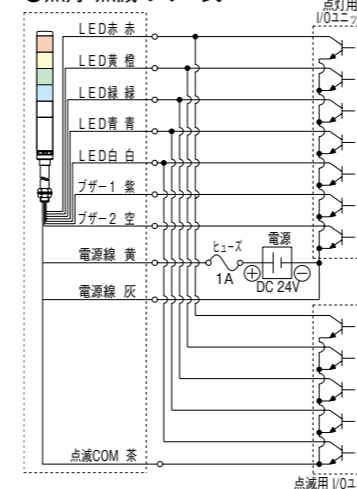 点灯用
I/Oユニッ
LED赤 赤
LED黄 橙
LED緑 緑
LED青 青
LED白 白
ブザー1 紫
ブザー2 空
電源線 黄
ヒューズ
1A
電源
DC 24V
電源線 灰
点滅COM 茶
点滅用 I/Oユ